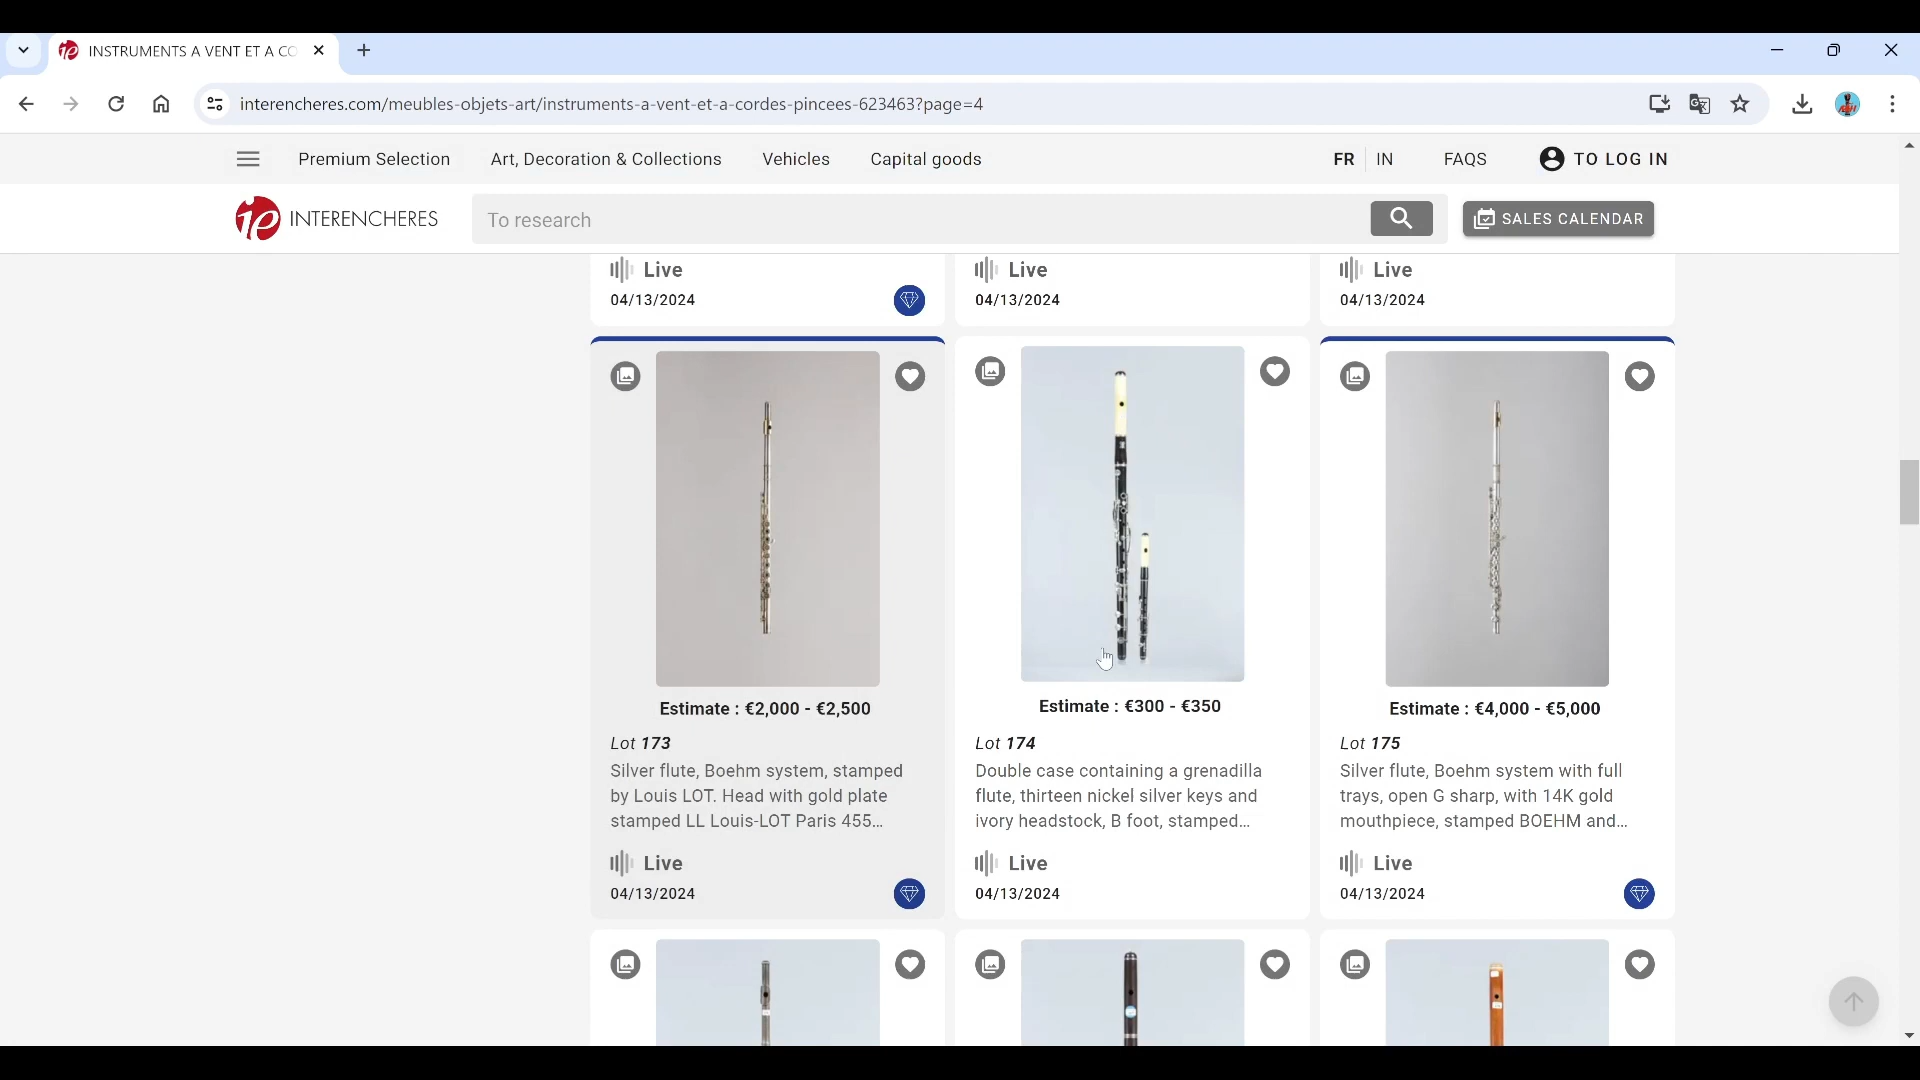 INSTRUMENTS A VENT ET A CO
interencheres.com/meubles-objets-art/instruments-a-vent-et-a-cordes-pincees-623463?page=4
Premium Selection Art, Decoration & Collections Vehicles Capital goods FR IN FAQS TO LOG IN
INTERENCHERES To research SALES CALENDAR
Live Live Live
04/13/2024 04/13/2024 04/13/2024
Estimate : €2,000 - €2,500
Lot 173
Silver flute, Boehm system, stamped
by Louis LOT. Head with gold plate
stamped LL Louis-LOT Paris 455...
Live
04/13/2024
Estimate : €300 - €350
Lot 174
Double case containing a grenadilla
flute, thirteen nickel silver keys and
ivory headstock, B foot, stamped...
Live
04/13/2024
Estimate : €4,000 - €5,000
Lot 175
Silver flute, Boehm system with full
trays, open G sharp, with 14K gold
mouthpiece, stamped BOEHM and...
Live
04/13/2024